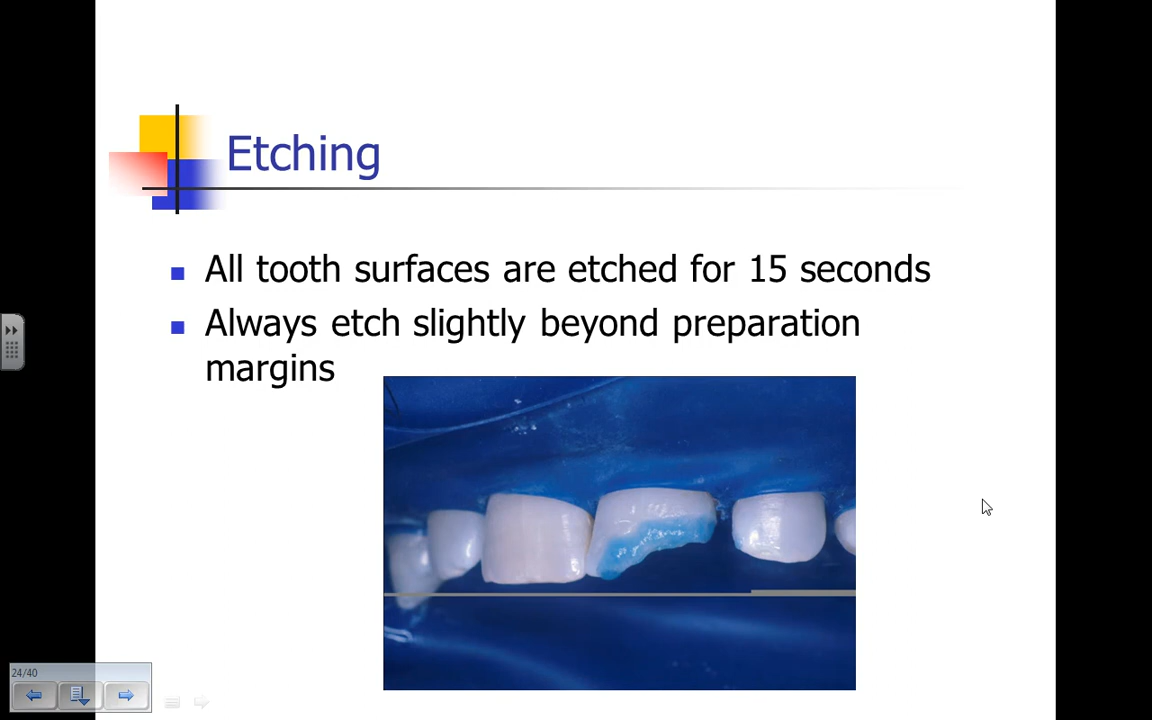 Etching
All tooth surfaces are etched for 15 seconds
Always etch slightly beyond preparation
margins
24/40